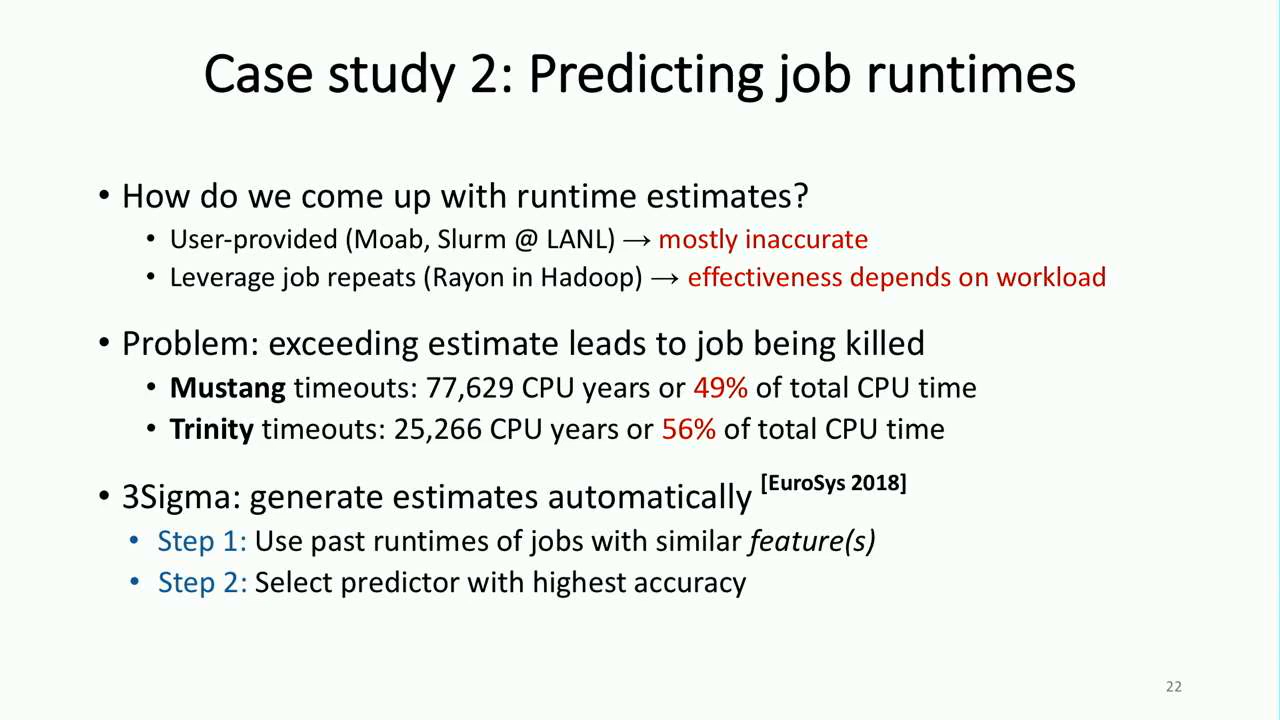 Case study 2: Predicting job runtimes
• How do we come up with runtime estimates?
• User-provided (Moab, Slurm @ LANL) → mostly inaccurate
• Leverage job repeats (Rayon in Hadoop) → effectiveness depends on workload
• Problem: exceeding estimate leads to job being killed
• Mustang timeouts: 77,629 CPU years or 49% of total CPU time
• Trinity timeouts: 25,266 CPU years or 56% of total CPU time
• 3Sigma: generate estimates automatically [EuroSys 2018]
• Step 1: Use past runtimes of jobs with similar feature(s)
• Step 2: Select predictor with highest accuracy
22